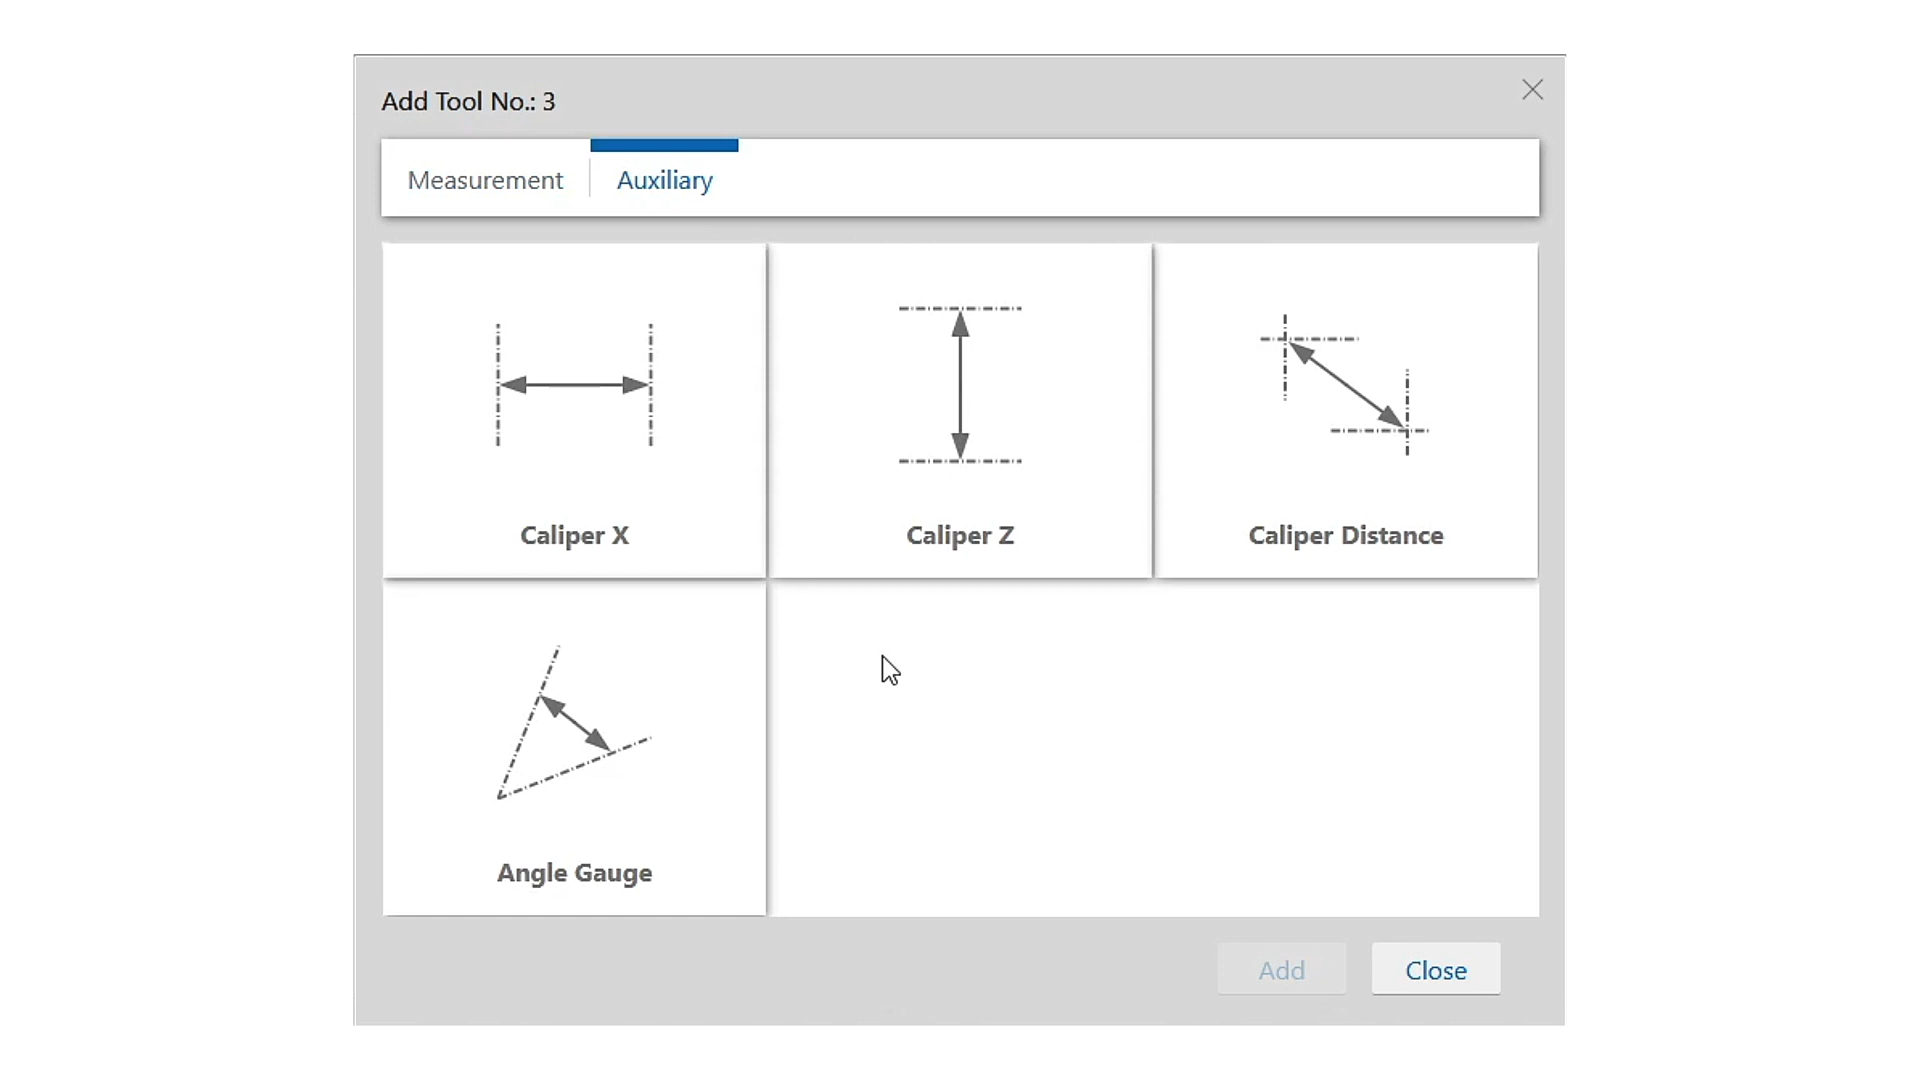 Add Tool No.: 3
Measurement
Auxiliary
Caliper X
Caliper Z
Caliper Distance
Angle Gauge
Add
Close